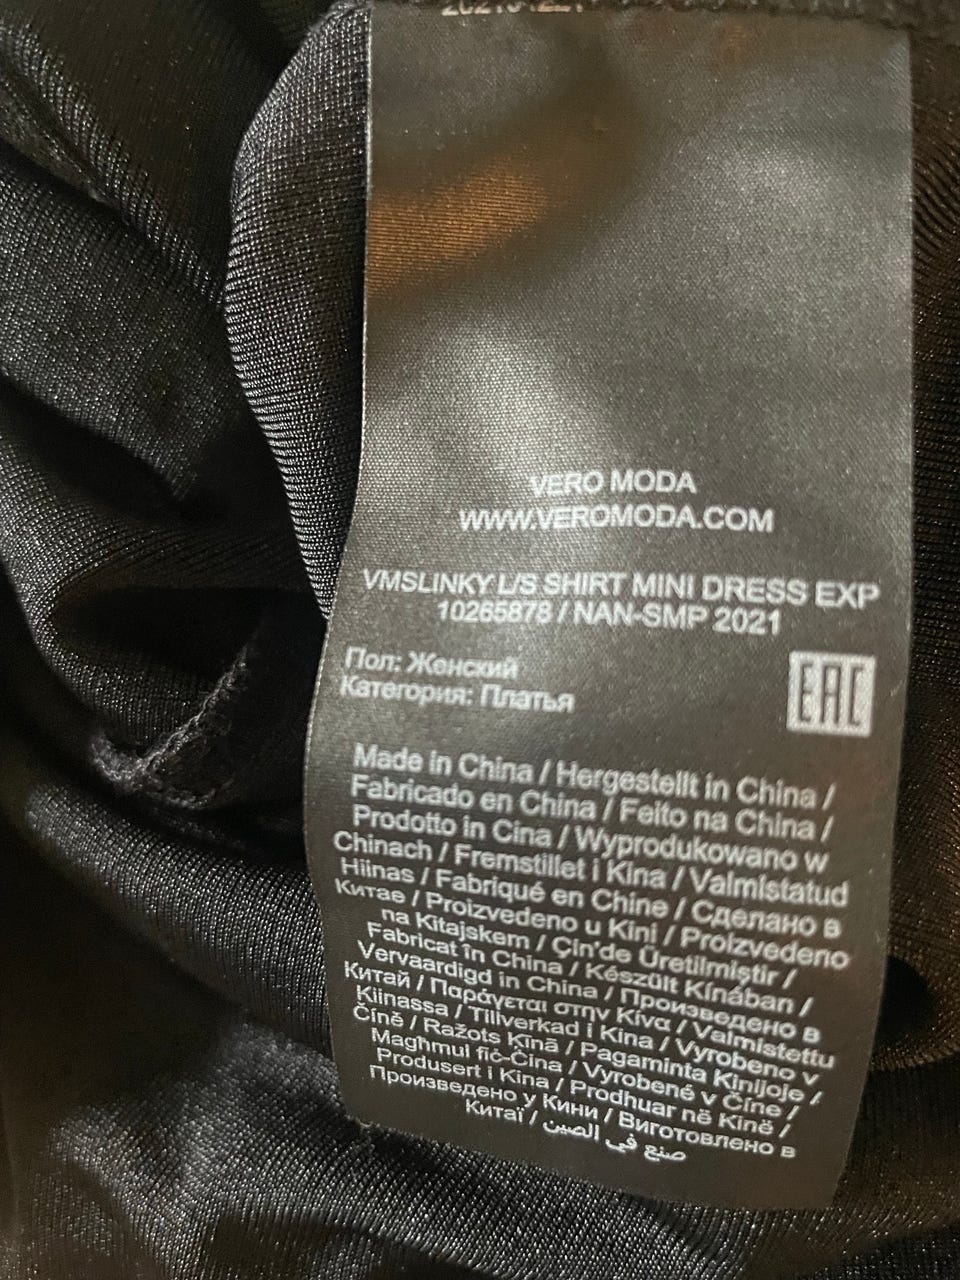 VERO MODA
WWW.VEROMODA.COM
VMSLINKY L/S SHIRT MINI DRESS EXP
10265878 / NAN-SMP 2021
Пол: Женский
Категория: Платья
EAC
Made in China / Hergestellt in China /
Fabricado en China / Feito na China /
Prodotto in Cina / Wyprodukowano w
Chinach / Fremstillet i Kina / Valmistatud
Hiinas / Fabriqué en Chine / Сделано в
Китае / Proizvedeno u Kini / Proizvedeno
na Kitajskem / Çin'de Üretilmiştir /
Fabricat în China / Készült Kínában /
Vervaardigd in China / Произведено в
Китай / Παράγεται στην Κίνα / Valmistettu
Kiinassa / Tillverkad i Kina / Vyrobeno v
Číně / Ražots Ķīnā / Pagaminta Kinijoje /
Magħmul fiċ-Ċina / Vyrobené v Číne /
Produsert i Kina / Prodhuar në Kinë /
Произведено у Кини / Виготовлено в
Китаї / صنع في الصين